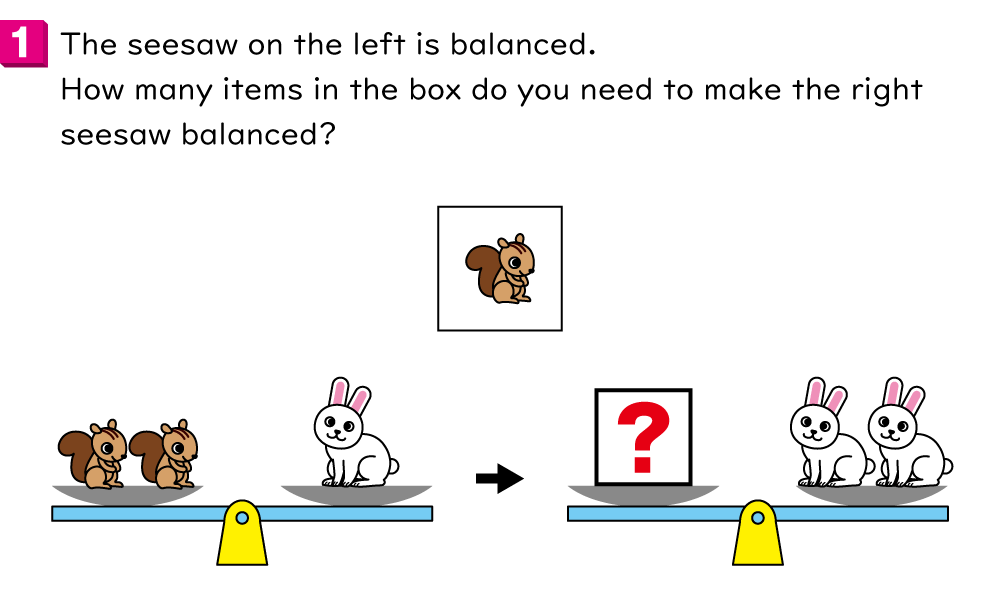 1 The seesaw on the left is balanced.
How many items in the box do you need to make the right
seesaw balanced?
?